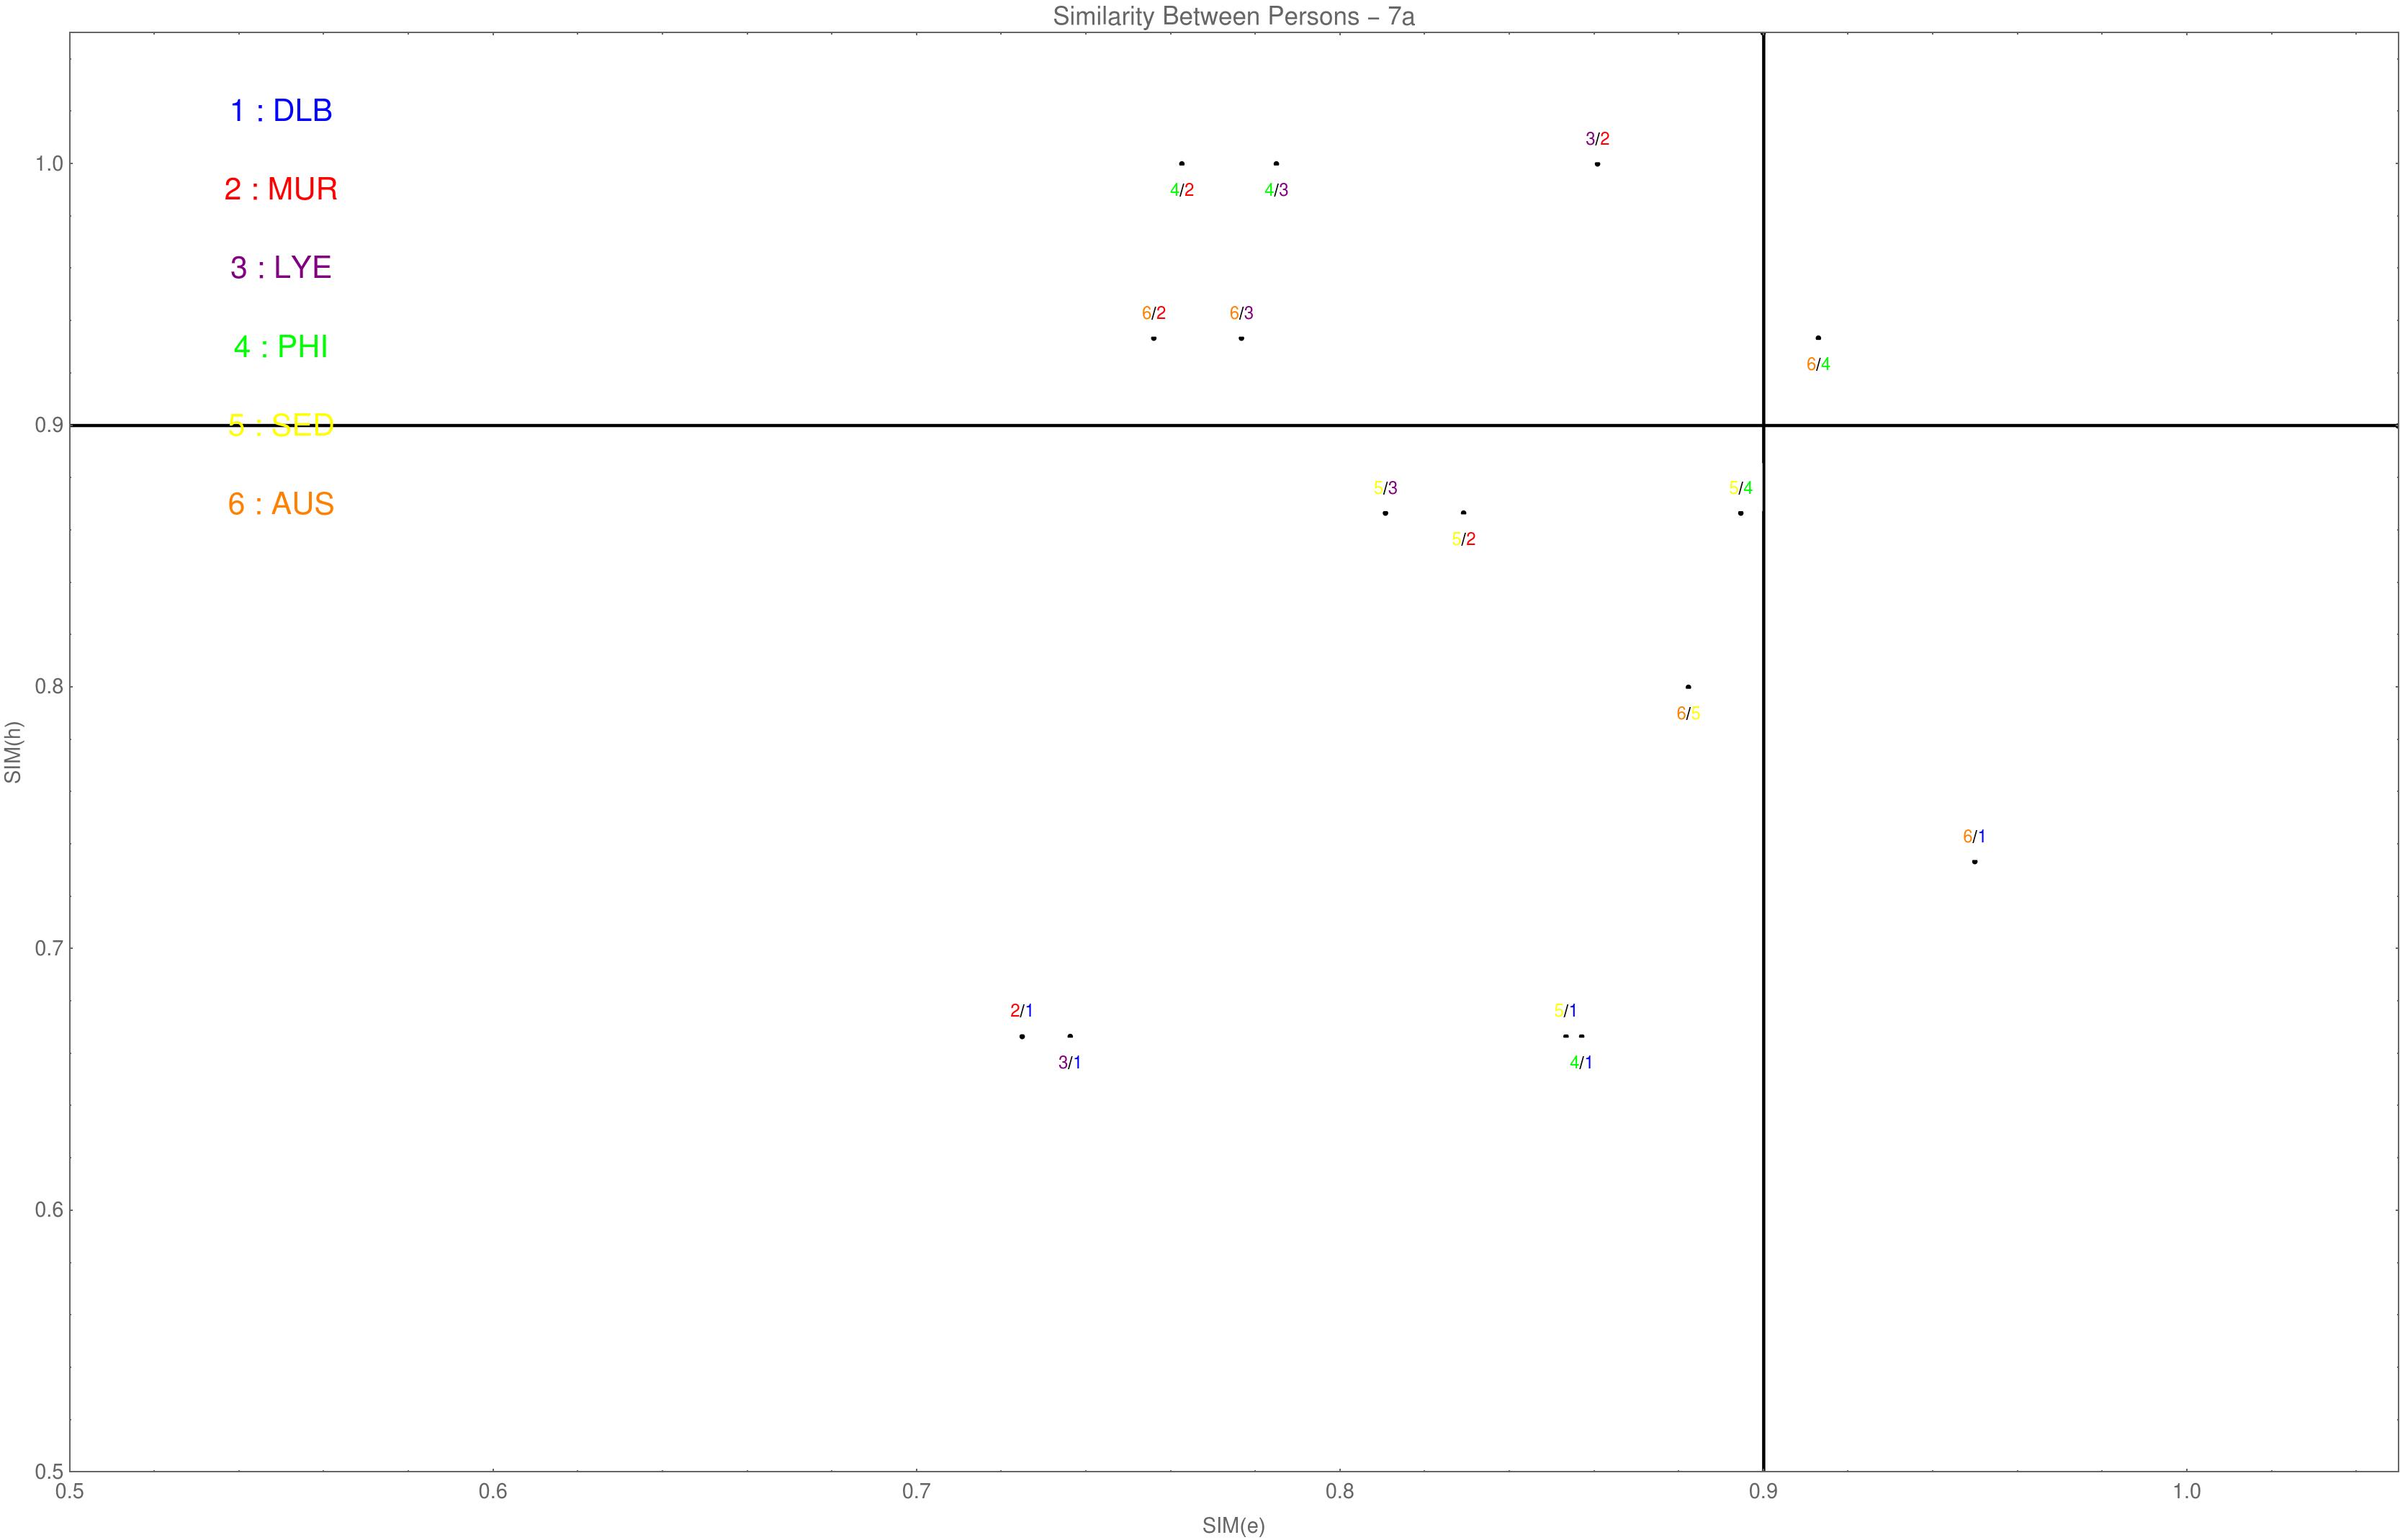 Similarity Between Persons – 7a
1 : DLB
3/2
1.0
2 : MUR
4/2 4/3
3 : LYE
6/2 6/3
4 : PHI
6/4
0.9
5 : SED
5/3 5/4
6 : AUS
5/2
0.8
6/5
SIM(h)
6/1
0.7
2/1 5/1
3/1 4/1
0.6
0.5
0.5 0.6 0.7 0.8 0.9 1.0
SIM(e)